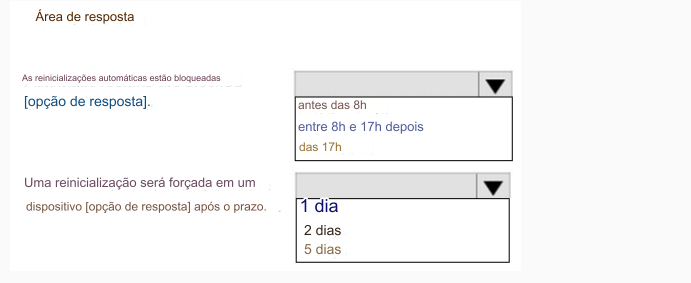 Área de resposta
As reinicializações automáticas estão bloqueadas
[opção de resposta].
antes das 8h
entre 8h e 17h depois
das 17h
Uma reinicialização será forçada em um
dispositivo [opção de resposta] após o prazo.
1 dia
2 dias
5 dias